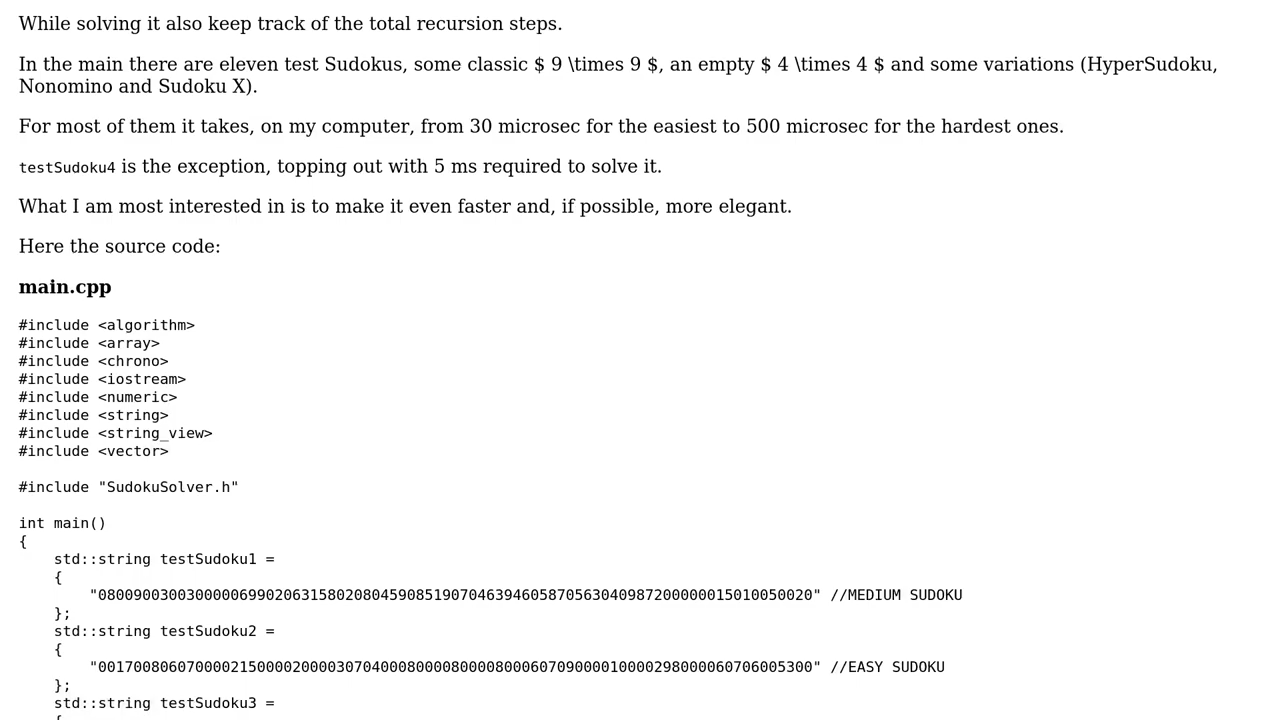 While solving it also keep track of the total recursion steps.
In the main there are eleven test Sudokus, some classic $ 9 \times 9 $, an empty $ 4 \times 4 $ and some variations (HyperSudoku,
Nonomino and Sudoku X).
For most of them it takes, on my computer, from 30 microsec for the easiest to 500 microsec for the hardest ones.
testSudoku4 is the exception, topping out with 5 ms required to solve it.
What I am most interested in is to make it even faster and, if possible, more elegant.
Here the source code:
main.cpp
#include <algorithm>
#include <array>
#include <chrono>
#include <iostream>
#include <numeric>
#include <string>
#include <string_view>
#include <vector>
#include "SudokuSolver.h"
int main()
{
    std::string testSudoku1 =
    {
        "080090030030000069902063158020804590851907046394605870563040987200000015010050020" //MEDIUM SUDOKU
    };
    std::string testSudoku2 =
    {
        "001700806070000215000020000307040008000080000800060709000010000298000060706005300" //EASY SUDOKU
    };
    std::string testSudoku3 =
    {